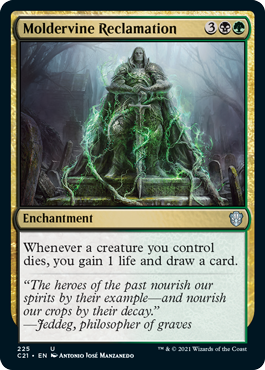 Moldervine Reclamation 3
Enchantment
Whenever a creature you control
dies, you gain 1 life and draw a card.
“The heroes of the past nourish our
spirits by their example—and nourish
our crops by their decay.”
—Jeddeg, philosopher of graves
225 U
C21 • EN Antonio José Manzanedo
™ & © 2021 Wizards of the Coast